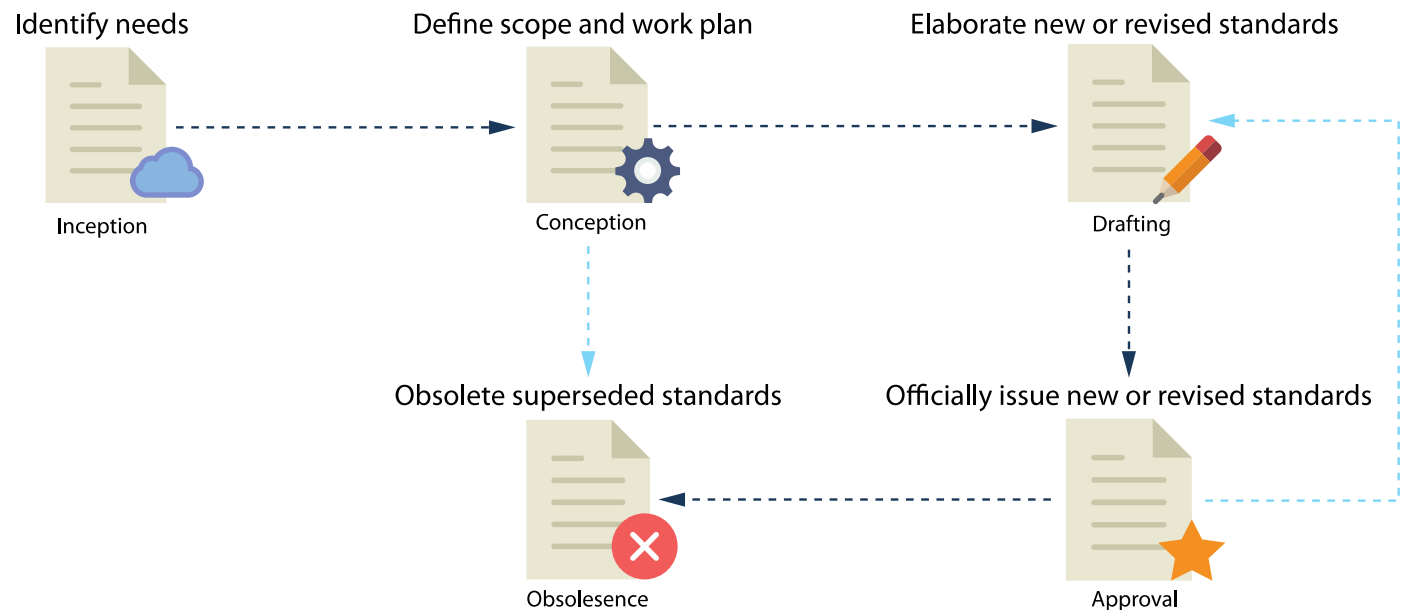 Identify needs
Define scope and work plan
Elaborate new or revised standards
Inception
Conception
Drafting
Obsolete superseded standards
Officially issue new or revised standards
Obsolesence
Approval